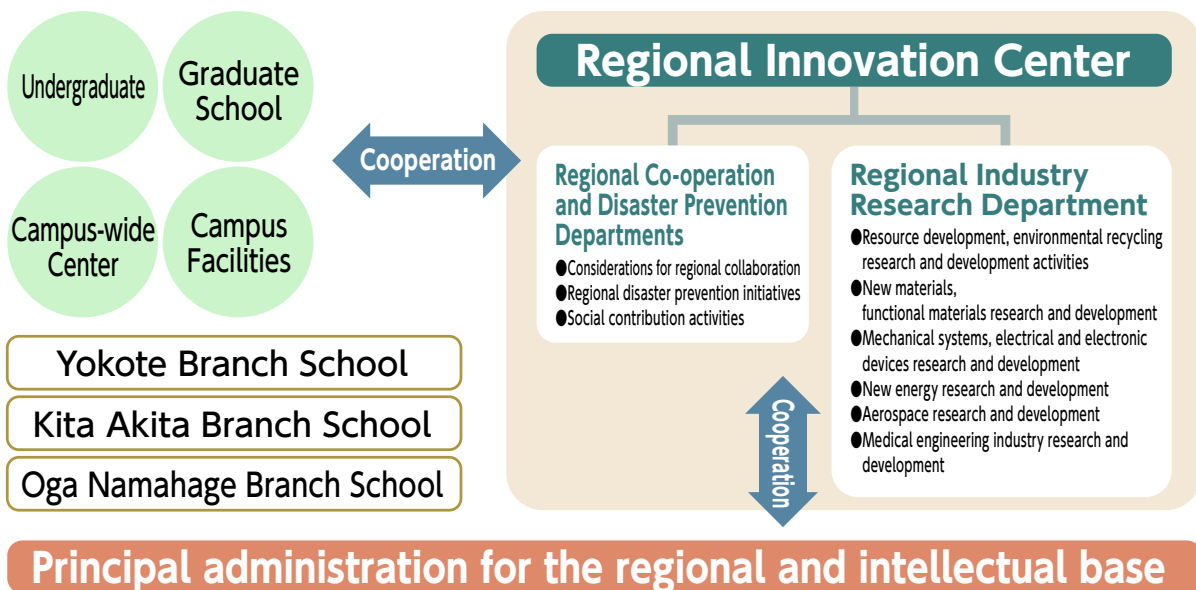 Undergraduate
Graduate
School
Campus-wide
Center
Campus
Facilities
Yokote Branch School
Kita Akita Branch School
Oga Namahage Branch School
Cooperation
Regional Innovation Center
Regional Co-operation
and Disaster Prevention
Departments
●Considerations for regional collaboration
●Regional disaster prevention initiatives
●Social contribution activities
Regional Industry
Research Department
●Resource development, environmental recycling
research and development activities
●New materials,
functional materials research and development
●Mechanical systems, electrical and electronic
devices research and development
●New energy research and development
●Aerospace research and development
●Medical engineering industry research and
development
Cooperation
Principal administration for the regional and intellectual base